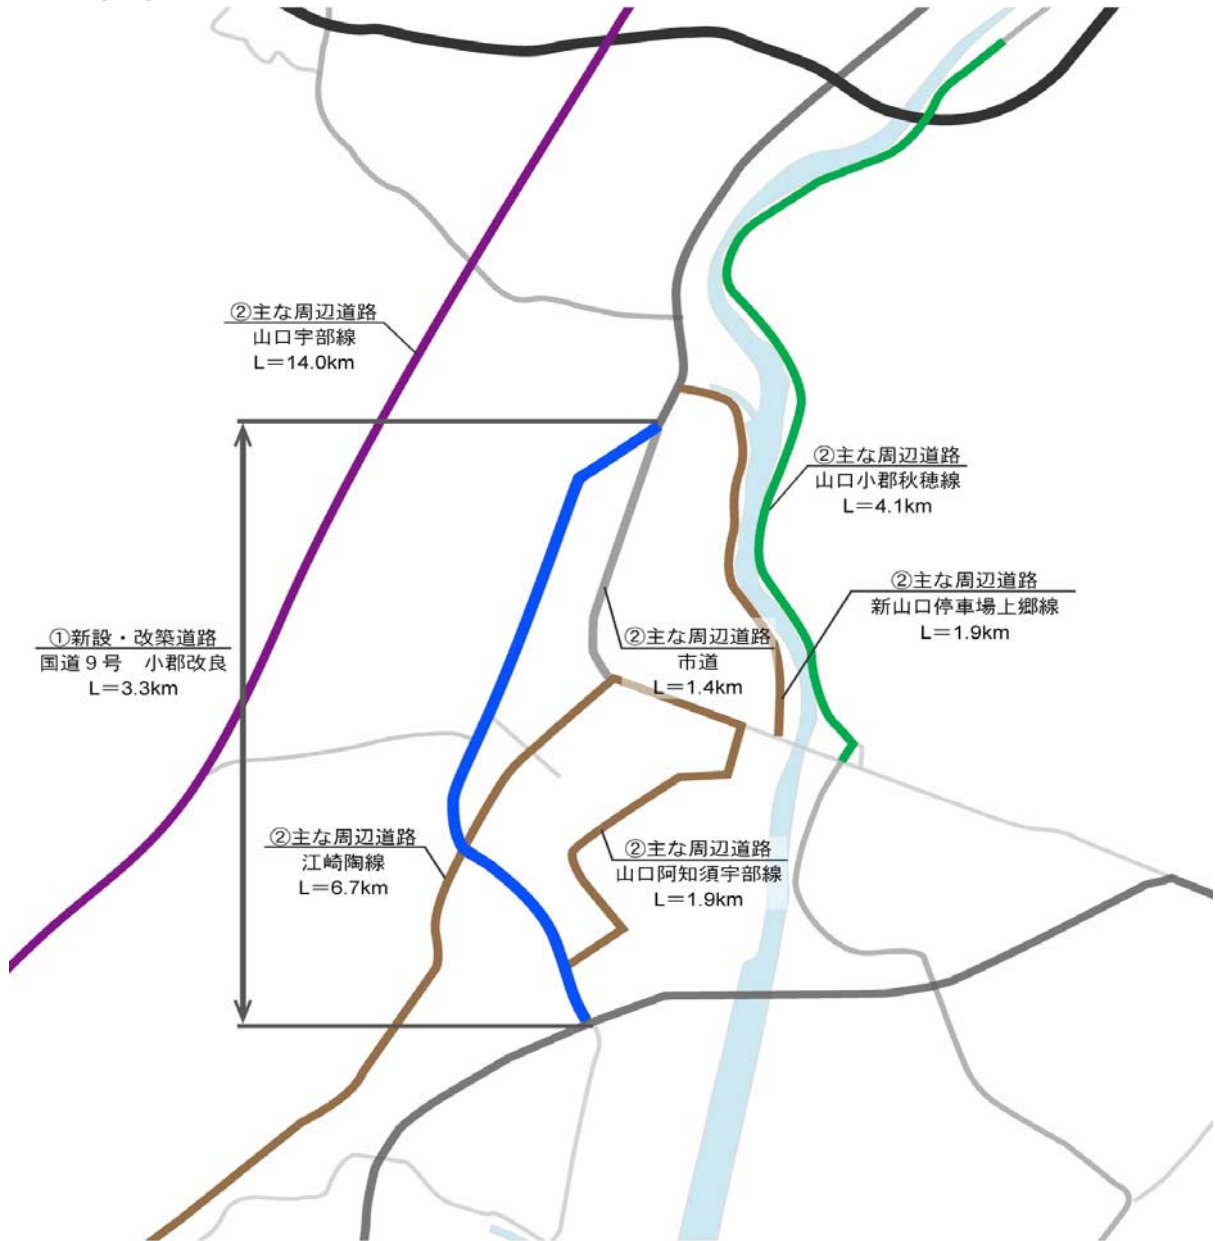 ②主な周辺道路
山口宇部線
L=14.0km
②主な周辺道路
山口小郡秋穂線
L=4.1km
②主な周辺道路
新山口停車場上郷線
L=1.9km
①新設・改築道路
国道9号　小郡改良
L=3.3km
②主な周辺道路
市道
L=1.4km
②主な周辺道路
江崎陶線
L=6.7km
②主な周辺道路
山口阿知須宇部線
L=1.9km